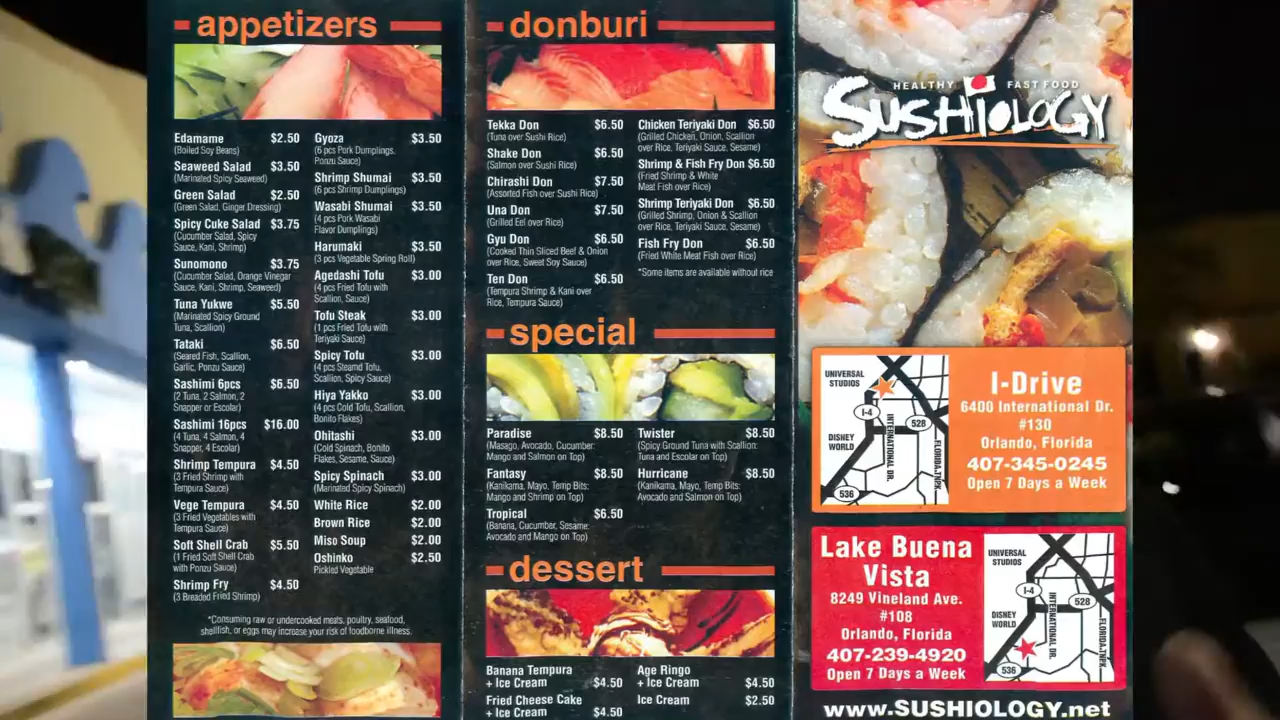 appetizers
Edamame $2.50
(Boiled Soy Beans)
Seaweed Salad $3.50
(Marinated Spicy Seaweed)
Green Salad $2.50
(Green Salad, Ginger Dressing)
Spicy Cuke Salad $3.75
(Cucumber Salad, Spicy
Sauce, Kani, Shrimp)
Sunomono $3.75
(Cucumber Salad, Orange Vinegar
Sauce, Kani, Shrimp, Seaweed)
Tuna Yukwe $5.50
(Marinated Spicy Ground
Tuna, Scallion)
Tataki $6.50
(Seared Fish, Scallion,
Garlic, Ponzu Sauce)
Sashimi 6pcs $6.50
(2 Tuna, 2 Salmon, 2
Snapper or Escolar)
Sashimi 16pcs $16.00
(4 Tuna, 4 Salmon, 4
Snapper, 4 Escolar)
Shrimp Tempura $4.50
(3 Fried Shrimp with
Tempura Sauce)
Vege Tempura $4.50
(3 Fried Vegetables with
Tempura Sauce)
Soft Shell Crab $5.50
(1 Fried Soft Shell Crab
with Ponzu Sauce)
Shrimp Fry $4.50
(3 Breaded Fried Shrimp)
Gyoza $3.50
(6 pcs Pork Dumplings,
Ponzu Sauce)
Shrimp Shumai $3.50
(6 pcs Shrimp Dumplings)
Wasabi Shumai $3.50
(4 pcs Pork Wasabi
Flavor Dumplings)
Harumaki $3.50
(3 pcs Vegetable Spring Roll)
Agedashi Tofu $3.00
(4 pcs Fried Tofu with
Scallion, Sauce)
Tofu Steak $3.00
(1 pcs Fried Tofu with
Teriyaki Sauce)
Spicy Tofu $3.00
(4 pcs Steamd Tofu,
Scallion, Spicy Sauce)
Hiya Yakko $3.00
(4 pcs Cold Tofu, Scallion,
Bonito Flakes)
Ohitashi $3.00
(Cold Spinach, Bonito
Flakes, Sesame, Sauce)
Spicy Spinach $3.00
(Marinated Spicy Spinach)
White Rice $2.00
Brown Rice $2.00
Miso Soup $2.00
Oshinko $2.50
Pickled Vegetable
*Consuming raw or undercooked meats, poultry, seafood,
shellfish, or eggs may increase your risk of foodborne illness.
donburi
Tekka Don $6.50
(Tuna over Sushi Rice)
Shake Don $6.50
(Salmon over Sushi Rice)
Chirashi Don $7.50
(Assorted Fish over Sushi Rice)
Una Don $7.50
(Grilled Eel over Rice)
Gyu Don $6.50
(Cooked Thin Sliced Beef & Onion
over Rice, Sweet Soy Sauce)
Ten Don $6.50
(Tempura Shrimp & Kani over
Rice, Tempura Sauce)
Chicken Teriyaki Don $6.50
(Grilled Chicken, Onion, Scallion
over Rice, Teriyaki Sauce, Sesame)
Shrimp & Fish Fry Don $6.50
(Fried Shrimp & White
Meat Fish over Rice)
Shrimp Teriyaki Don $6.50
(Grilled Shrimp, Onion & Scallion
over Rice, Teriyaki Sauce, Sesame)
Fish Fry Don $6.50
(Fried White Meat Fish over Rice)
*Some items are available without rice
special
Paradise $8.50
(Masago, Avocado, Cucumber:
Mango and Salmon on Top)
Fantasy $8.50
(Kanikama, Mayo, Temp Bits:
Mango and Shrimp on Top)
Tropical $6.50
(Banana, Cucumber, Sesame:
Avocado and Mango on Top)
Twister $8.50
(Spicy Ground Tuna with Scallion:
Tuna and Escolar on Top)
Hurricane $8.50
(Kanikama, Mayo, Temp Bits:
Avocado and Salmon on Top)
dessert
Banana Tempura
+ Ice Cream $4.50
Fried Cheese Cake
+ Ice Cream $4.50
Age Ringo
+ Ice Cream $4.50
Ice Cream $2.50
HEALTHY FAST FOOD
SUSHIOLOGY
UNIVERSAL
STUDIOS
I-4
528
DISNEY
WORLD
INTERNATIONAL DR.
FLORIDA.TNPK.
536
I-Drive
6400 International Dr.
#130
Orlando, Florida
407-345-0245
Open 7 Days a Week
Lake Buena
Vista
8249 Vineland Ave.
#108
Orlando, Florida
407-239-4920
Open 7 Days a Week
UNIVERSAL
STUDIOS
I-4
528
DISNEY
WORLD
INTERNATIONAL DR.
FLORIDA.TNPK.
536
www.SUSHIOLOGY.net